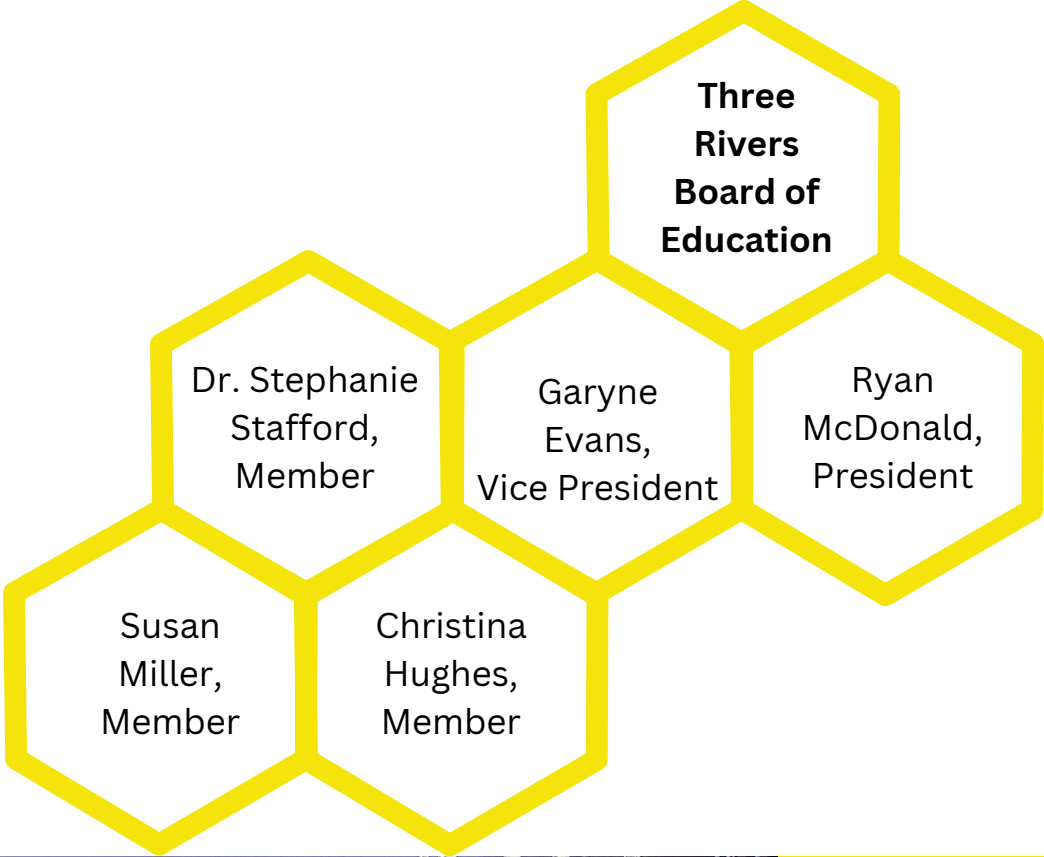 Three
Rivers
Board of
Education
Dr. Stephanie
Stafford,
Member
Garyne
Evans,
Vice President
Ryan
McDonald,
President
Susan
Miller,
Member
Christina
Hughes,
Member